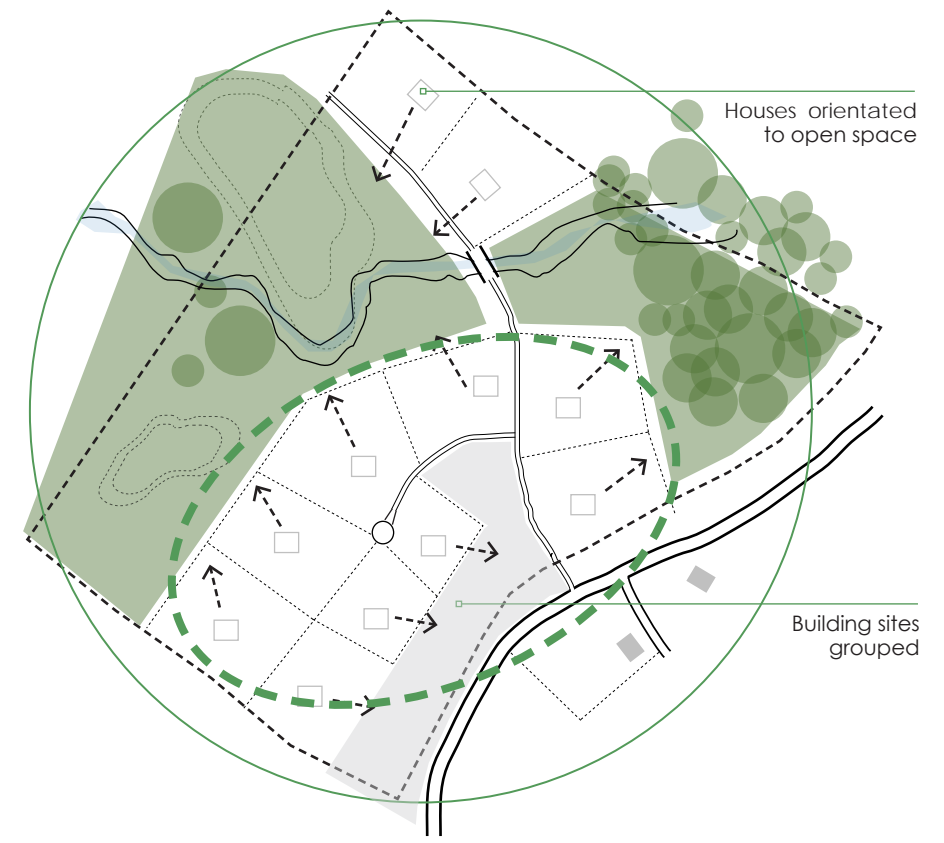 Houses orientated
to open space
Building sites
grouped